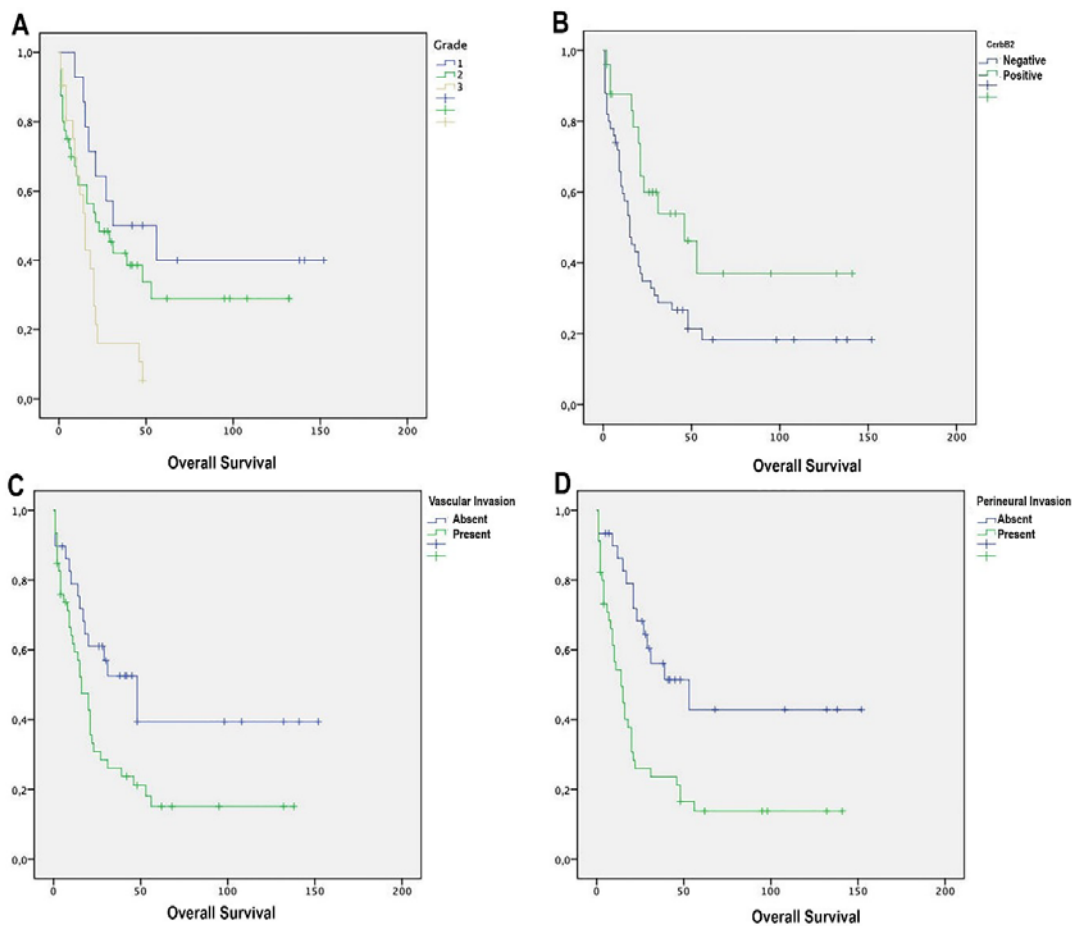 A
Grade
1
2
3
1,0
0,8
0,6
0,4
0,2
0,0
0 50 100 150 200
Overall Survival
B
CerbB2
Negative
Positive
1,0
0,8
0,6
0,4
0,2
0,0
0 50 100 150 200
Overall Survival
C
Vascular Invasion
Absent
Present
1,0
0,8
0,6
0,4
0,2
0,0
0 50 100 150 200
Overall Survival
D
Perineural Invasion
Absent
Present
1,0
0,8
0,6
0,4
0,2
0,0
0 50 100 150 200
Overall Survival